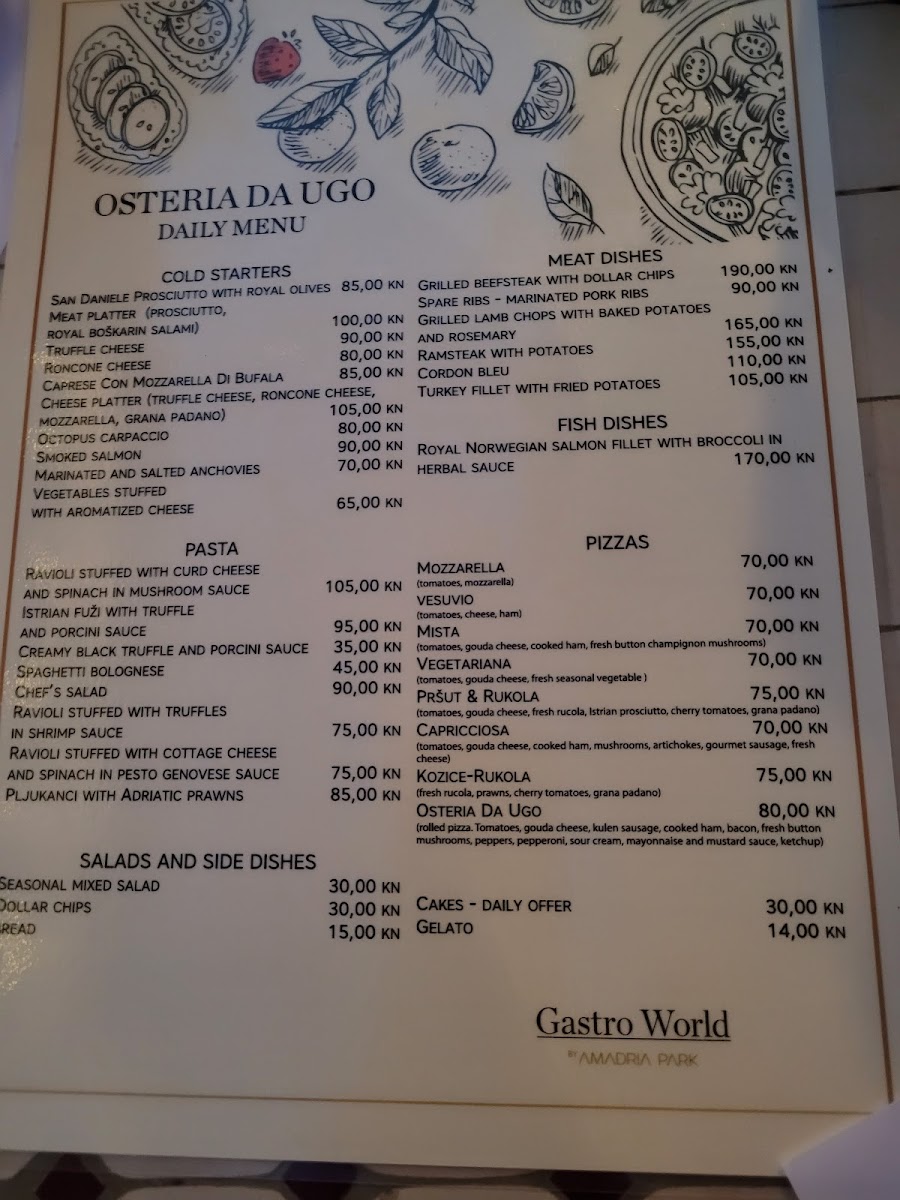 OSTERIA DA UGO
DAILY MENU
COLD STARTERS
SAN DANIELE PROSCIUTTO WITH ROYAL OLIVES 85,00 KN
MEAT PLATTER (PROSCIUTTO,
ROYAL BOŠKARIN SALAMI) 100,00 KN
TRUFFLE CHEESE 90,00 KN
RONCONE CHEESE 80,00 KN
CAPRESE CON MOZZARELLA DI BUFALA 85,00 KN
CHEESE PLATTER (TRUFFLE CHEESE, RONCONE CHEESE,
MOZZARELLA, GRANA PADANO) 105,00 KN
OCTOPUS CARPACCIO 80,00 KN
SMOKED SALMON 90,00 KN
MARINATED AND SALTED ANCHOVIES 70,00 KN
VEGETABLES STUFFED
WITH AROMATIZED CHEESE 65,00 KN
PASTA
RAVIOLI STUFFED WITH CURD CHEESE
AND SPINACH IN MUSHROOM SAUCE 105,00 KN
ISTRIAN FUŽI WITH TRUFFLE
AND PORCINI SAUCE 95,00 KN
CREAMY BLACK TRUFFLE AND PORCINI SAUCE 35,00 KN
SPAGHETTI BOLOGNESE 45,00 KN
CHEF'S SALAD 90,00 KN
RAVIOLI STUFFED WITH TRUFFLES
IN SHRIMP SAUCE 75,00 KN
RAVIOLI STUFFED WITH COTTAGE CHEESE
AND SPINACH IN PESTO GENOVESE SAUCE 75,00 KN
PLJUKANCI WITH ADRIATIC PRAWNS 85,00 KN
SALADS AND SIDE DISHES
SEASONAL MIXED SALAD 30,00 KN
DOLLAR CHIPS 30,00 KN
READ 15,00 KN
MEAT DISHES
GRILLED BEEFSTEAK WITH DOLLAR CHIPS 190,00 KN
SPARE RIBS - MARINATED PORK RIBS 90,00 KN
GRILLED LAMB CHOPS WITH BAKED POTATOES
AND ROSEMARY 165,00 KN
RAMSTEAK WITH POTATOES 155,00 KN
CORDON BLEU 110,00 KN
TURKEY FILLET WITH FRIED POTATOES 105,00 KN
FISH DISHES
ROYAL NORWEGIAN SALMON FILLET WITH BROCCOLI IN
HERBAL SAUCE 170,00 KN
PIZZAS
MOZZARELLA 70,00 KN
(tomatoes, mozzarella)
VESUVIO 70,00 KN
(tomatoes, cheese, ham)
MISTA 70,00 KN
(tomatoes, gouda cheese, cooked ham, fresh button champignon mushrooms)
VEGETARIANA 70,00 KN
(tomatoes, gouda cheese, fresh seasonal vegetable )
PRŠUT & RUKOLA 75,00 KN
(tomatoes, gouda cheese, fresh rucola, Istrian prosciutto, cherry tomatoes, grana padano)
CAPRICCIOSA 70,00 KN
(tomatoes, gouda cheese, cooked ham, mushrooms, artichokes, gourmet sausage, fresh
cheese)
KOZICE-RUKOLA 75,00 KN
(fresh rucola, prawns, cherry tomatoes, grana padano)
OSTERIA DA UGO 80,00 KN
(rolled pizza. Tomatoes, gouda cheese, kulen sausage, cooked ham, bacon, fresh button
mushrooms, peppers, pepperoni, sour cream, mayonnaise and mustard sauce, ketchup)
CAKES - DAILY OFFER 30,00 KN
GELATO 14,00 KN
Gastro World
BY AMADRIA PARK